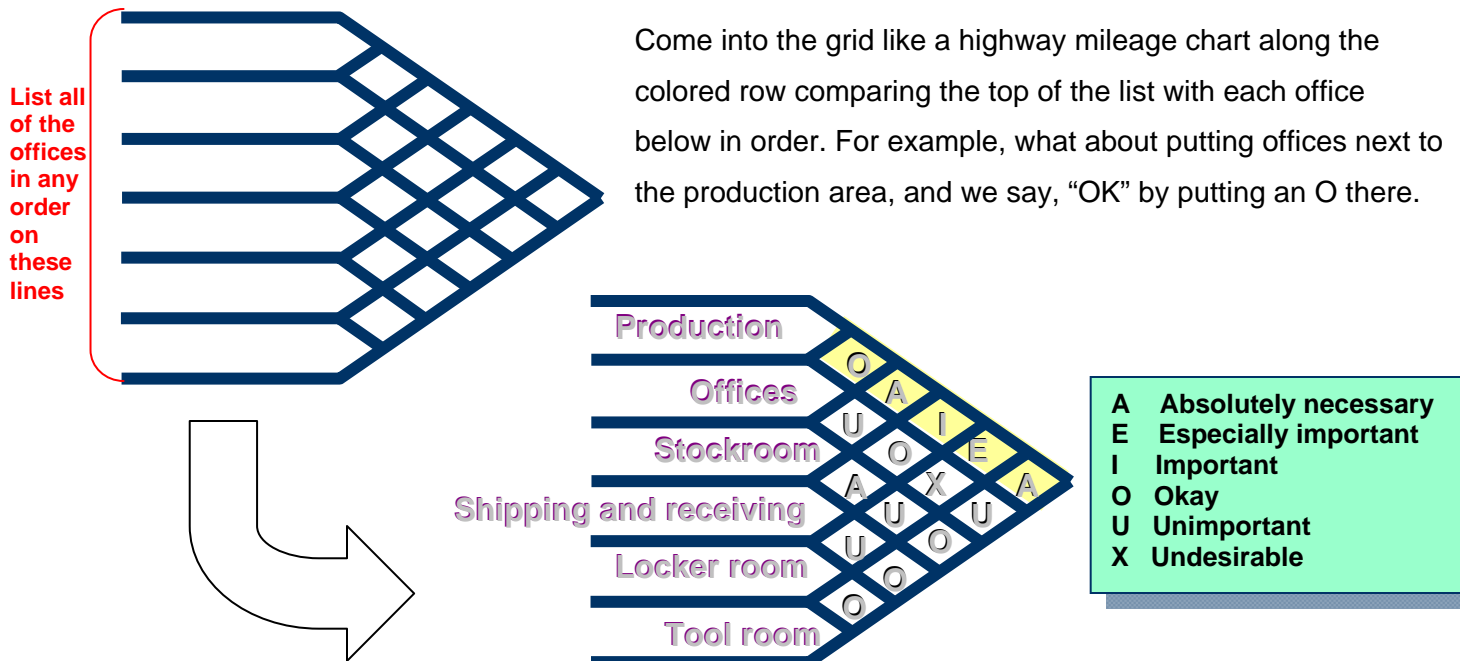 List all
of the
offices
in any
order
on
these
lines
Come into the grid like a highway mileage chart along the
colored row comparing the top of the list with each office
below in order. For example, what about putting offices next to
the production area, and we say, “OK” by putting an O there.
Production
Offices
Stockroom
Shipping and receiving
Locker room
Tool room
O
A
I
E
A
U
O
X
U
A
U
O
U
O
O
A Absolutely necessary
E Especially important
I Important
O Okay
U Unimportant
X Undesirable